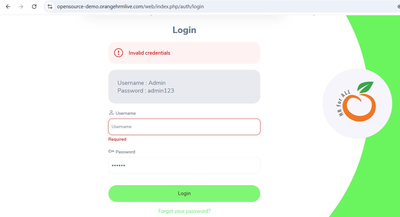 opensource-demo.orangehrmlive.com/web/index.php/auth/login
Login
Invalid credentials
Username : Admin
Password : admin123
Username
Username
Required
Password
••••••
Login
Forgot your password?
HR for ALL